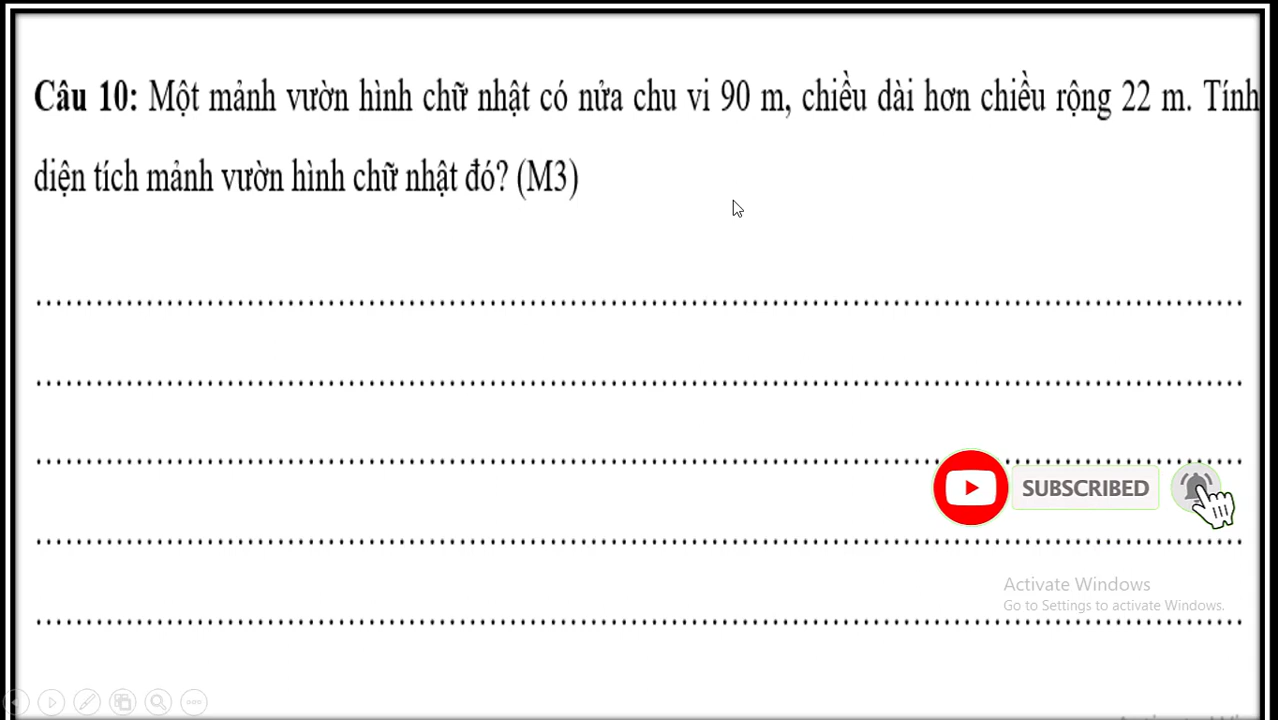 Câu 10: Một mảnh vườn hình chữ nhật có nửa chu vi 90 m, chiều dài hơn chiều rộng 22 m. Tính
diện tích mảnh vườn hình chữ nhật đó? (M3)
SUBSCRIBED
Activate Windows
Go to Settings to activate Windows.